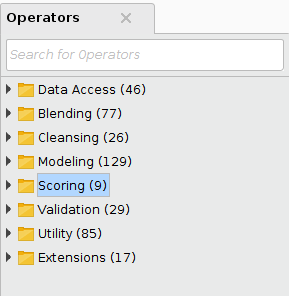 Operators
Search for Operators
Data Access (46)
Blending (77)
Cleansing (26)
Modeling (129)
Scoring (9)
Validation (29)
Utility (85)
Extensions (17)